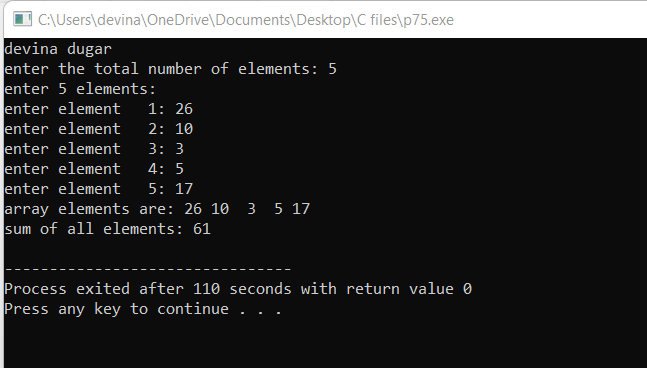 C:\Users\devina\OneDrive\Documents\Desktop\C files\p75.exe
devina dugar
enter the total number of elements: 5
enter 5 elements:
enter element   1: 26
enter element   2: 10
enter element   3: 3
enter element   4: 5
enter element   5: 17
array elements are: 26 10  3  5 17
sum of all elements: 61
--------------------------------
Process exited after 110 seconds with return value 0
Press any key to continue . . .